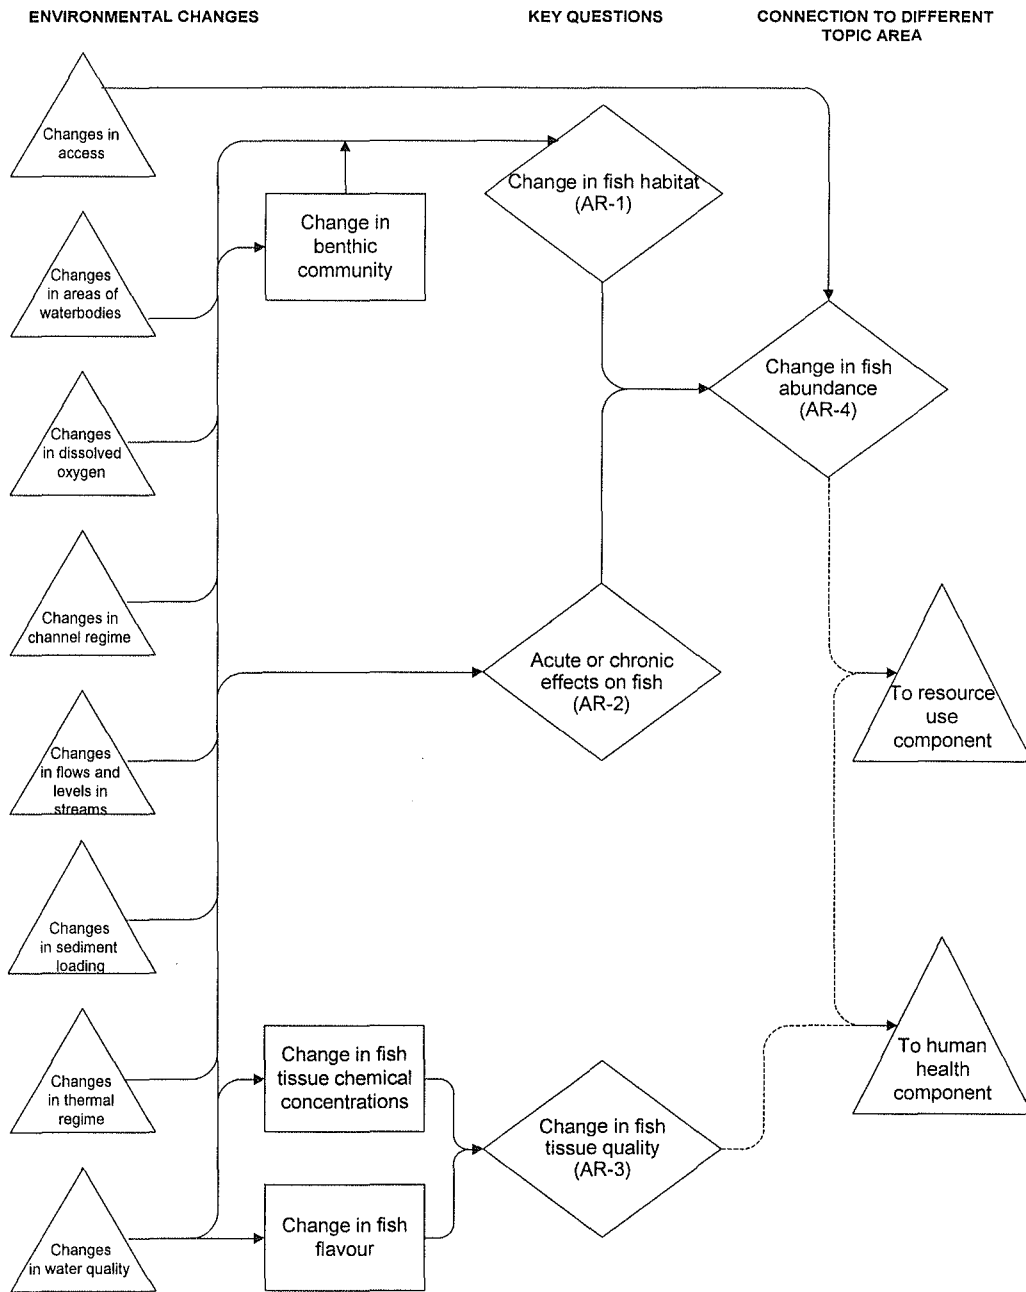 ENVIRONMENTAL CHANGES
KEY QUESTIONS
CONNECTION TO DIFFERENT
TOPIC AREA
Changes in
access
Changes
in areas of
waterbodies
Changes
in dissolved
oxygen
Changes in
channel regime
Changes
in flows and
levels in
streams
Changes
in sediment
loading
Changes
in thermal
regime
Changes
in water quality
Change in
benthic
community
Change in fish
tissue chemical
concentrations
Change in fish
flavour
Change in fish habitat
(AR-1)
Acute or chronic
effects on fish
(AR-2)
Change in fish
tissue quality
(AR-3)
Change in fish
abundance
(AR-4)
To resource
use
component
To human
health
component